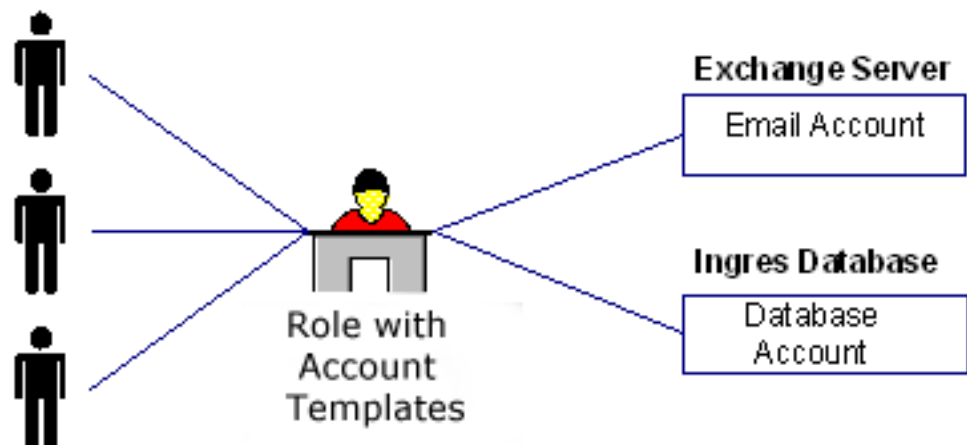 Exchange Server
Email Account
Ingres Database
Database
Account
Role with
Account
Templates